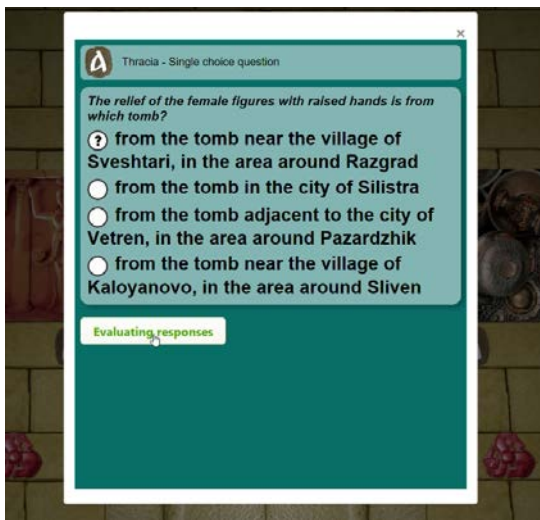 ×
Thracia - Single choice question
The relief of the female figures with raised hands is from
which tomb?
? from the tomb near the village of
Sveshtari, in the area around Razgrad
from the tomb in the city of Silistra
from the tomb adjacent to the city of
Vetren, in the area around Pazardzhik
from the tomb near the village of
Kaloyanovo, in the area around Sliven
Evaluating responses